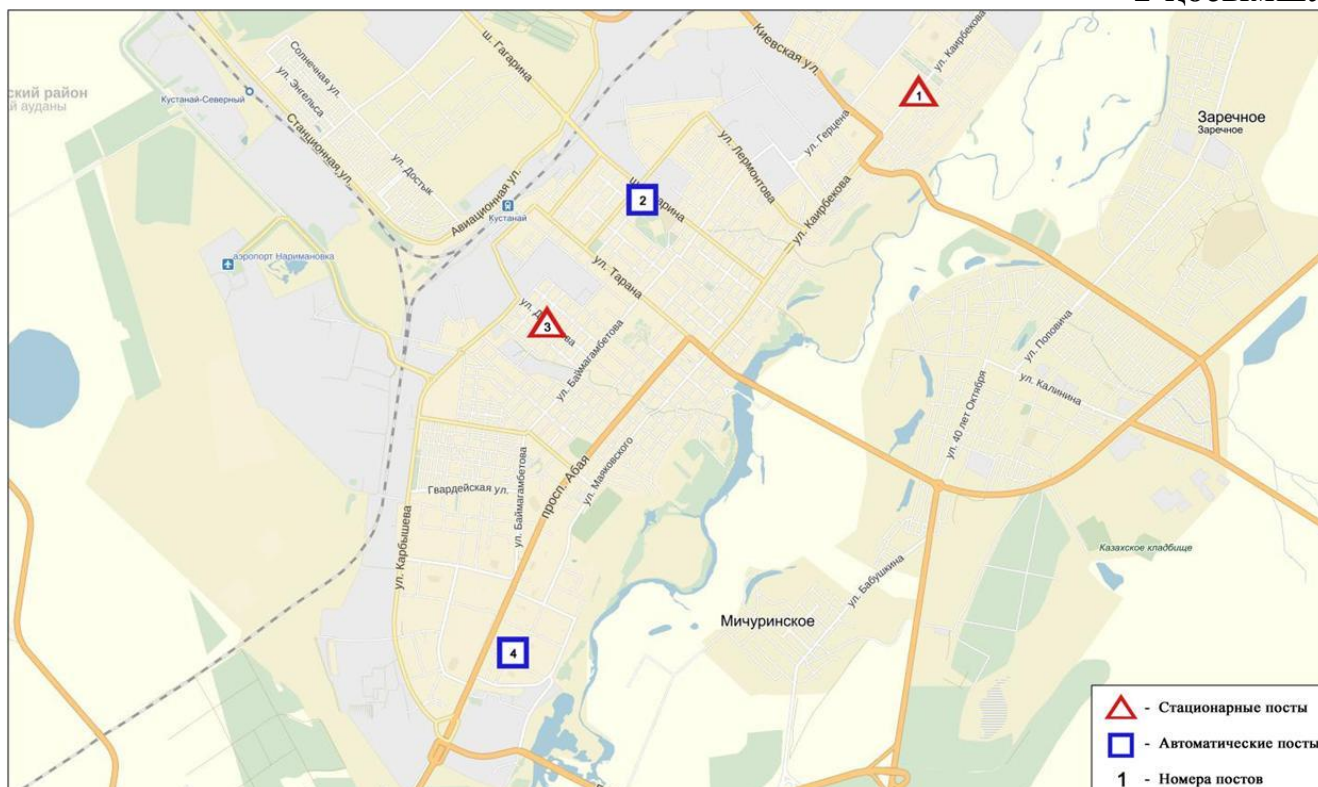 ш. Гагарина
Киевская ул.
ул. Каирбекова
Солнечная ул.
ул. Энгельса
ский район
й ауданы
Кустанай-Северный
1
Заречное
Заречное
Станционная ул.
ул. Достык
ул. Лермонтова
ул. Герцена
Авиационная ул.
Кустанай
2
ул. Каирбекова
аэропорт Наримановка
ул. Тарана
3
ул. Баймагамбетова
ул. Поповича
ул. Калинина
ул. 40 лет Октября
просп. Абая
ул. Маяковского
Гвардейская ул.
ул. Баймагамбетова
ул. Карбышева
Казахское кладбище
ул. Бабушкина
Мичуринское
4
- Стационарные посты
- Автоматические посты
1 - Номера постов